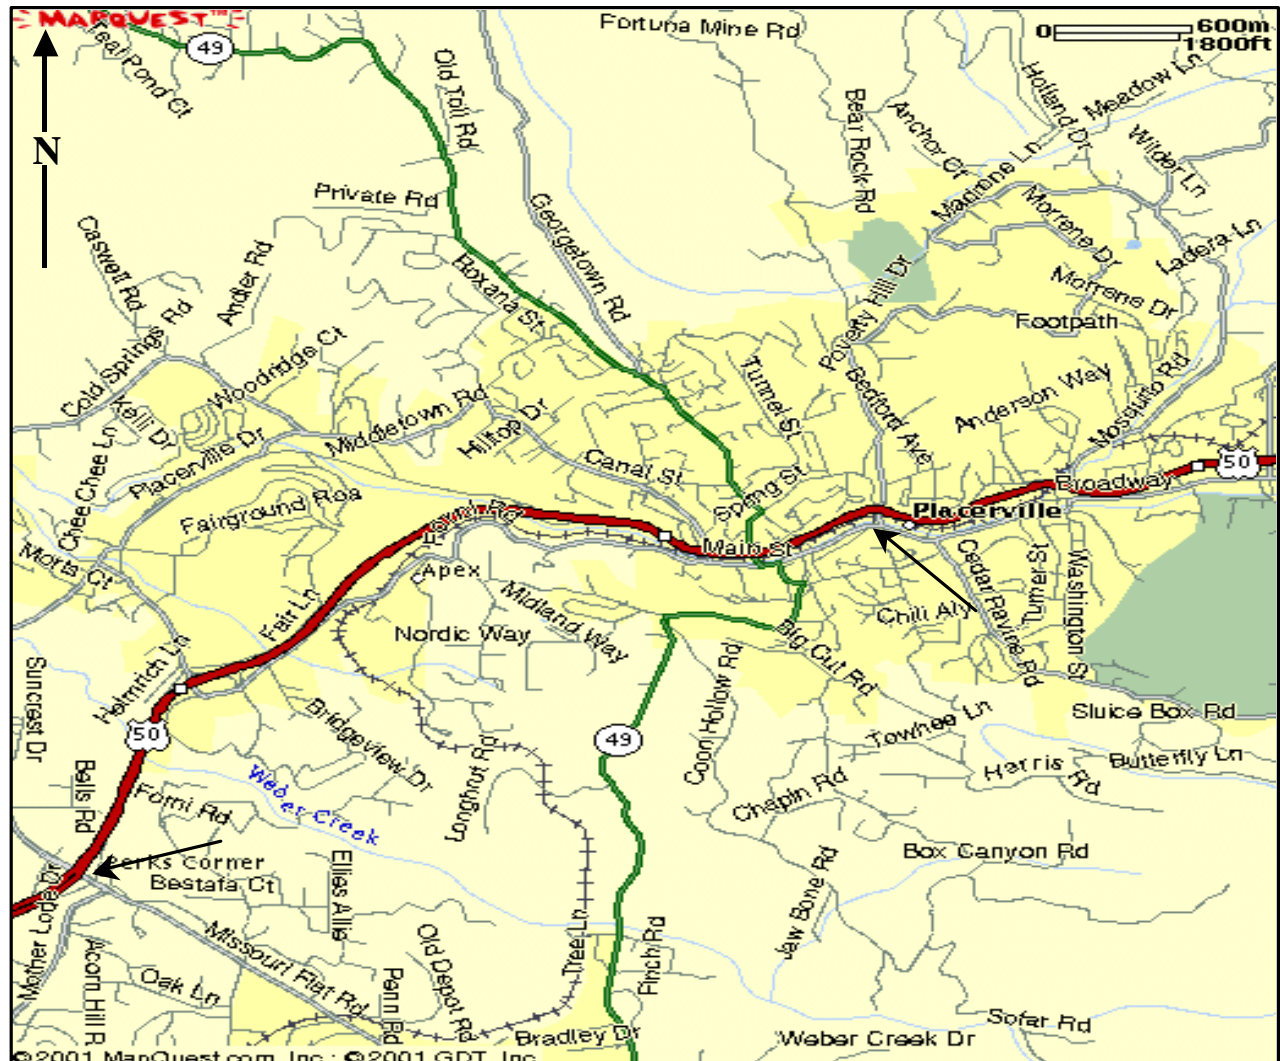 MAPQUEST™
Teal Pond Ct
49
Fortuna Mine Rd
0 600m
1800ft
N
Old Toll Rd
Private Rd
Georgetown Rd
Bear Rock Rd
Anchor Ct
Holland Dr
Meadow Ln
Madrone Ln
Wilder Ln
Morrene Dr
Ladera Ln
Morrene Dr
Footpath
Caswell Rd
Andler Rd
Roxana St
Cold Springs Rd
Woodridge Ct
Poverty Hill Dr
Kelli Dr
Middletown Rd
Hilltop Dr
Tunnel St
Bedford Ave
Anderson Way
Mosquito Rd
Placerville Dr
Canal St
Chee Chee Ln
Fairground Roa
Spring St
Broadway
50
Forni Rd
Placerville
Main St
Morts Ct
Apex
Cedar Ravine Rd
Turner St
Washington St
Fair Ln
Midland Way
Nordic Way
Chili Aly
Big Cut Rd
Helmrich Ln
Suncrest Dr
50
Bridgeview Dr
Coon Hollow Rd
49
Towhee Ln
Sluice Box Rd
Harris Rd
Butterfly Ln
Bells Rd
Weber Creek
Longhut Rd
Forni Rd
Chapin Rd
Perks Corner
Bestafa Ct
Ellies Allie
Box Canyon Rd
Mother Lode Dr
Missouri Flat Rd
Jaw Bone Rd
Acorn Hill R
Oak Ln
Penn Rd
Old Depot Rd
Tree Ln
Finch Rd
Bradley Dr
Weber Creek Dr
Sofar Rd
©2001 MapQuest.com, Inc.; ©2001 GDT, Inc.